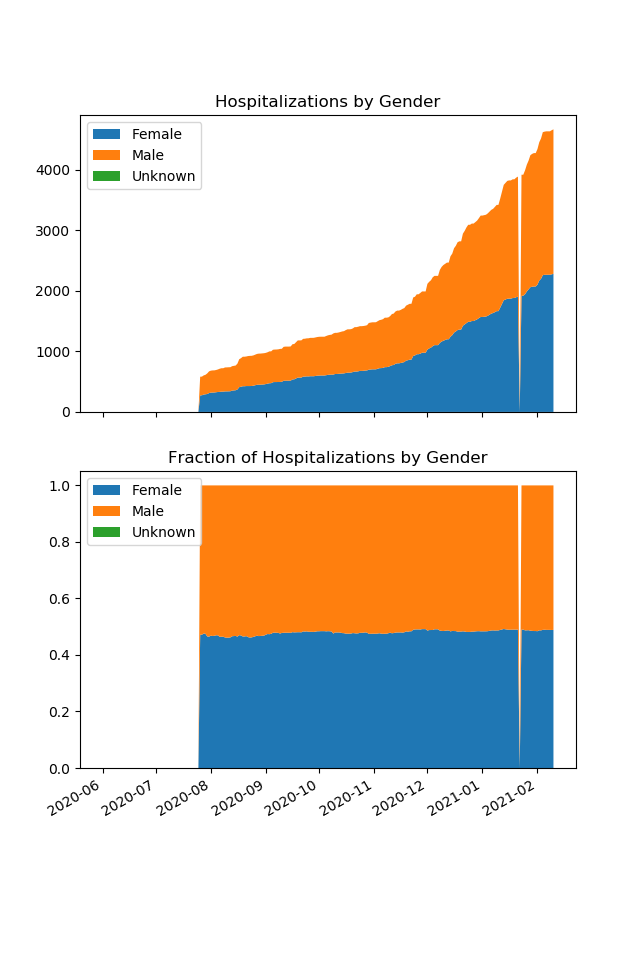 Hospitalizations by Gender
Female
Male
Unknown
4000
3000
2000
1000
0
Fraction of Hospitalizations by Gender
Female
Male
Unknown
1.0
0.8
0.6
0.4
0.2
0.0
2020-06
2020-07
2020-08
2020-09
2020-10
2020-11
2020-12
2021-01
2021-02